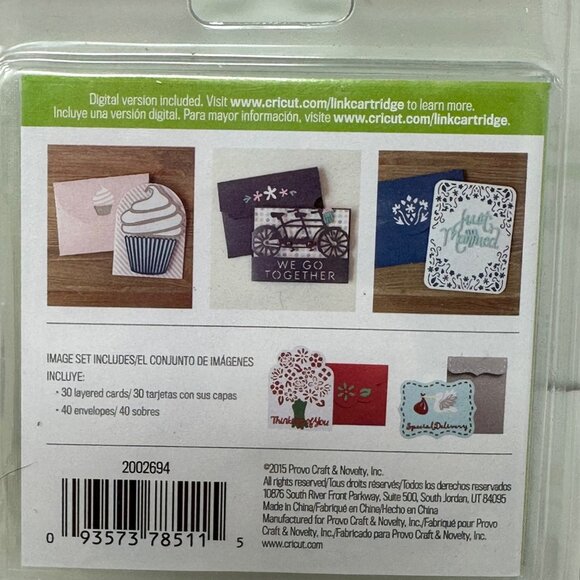 Digital version included. Visit www.cricut.com/linkcartridge to learn more.
Incluye una versión digital. Para mayor información, visite www.cricut.com/linkcartridge.
WE GO
TOGETHER
Just
Married
IMAGE SET INCLUDES/EL CONJUNTO DE IMÁGENES
INCLUYE:
• 30 layered cards/ 30 tarjetas con sus capas
• 40 envelopes/ 40 sobres
Thinking of You
Special Delivery
2002694
0 93573 78511 5
©2015 Provo Craft & Novelty, Inc.
All rights reserved/Tous droits réservés/Todos los derechos reservados
10876 South River Front Parkway, Suite 500, South Jordan, UT 84095
Made in China/Fabriqué en China/Hecho en China
Manufactured for Provo Craft & Novelty, Inc./Fabriqué pour Provo
Craft & Novelty, Inc./Fabricado para Provo Craft & Novelty, Inc.
www.cricut.com